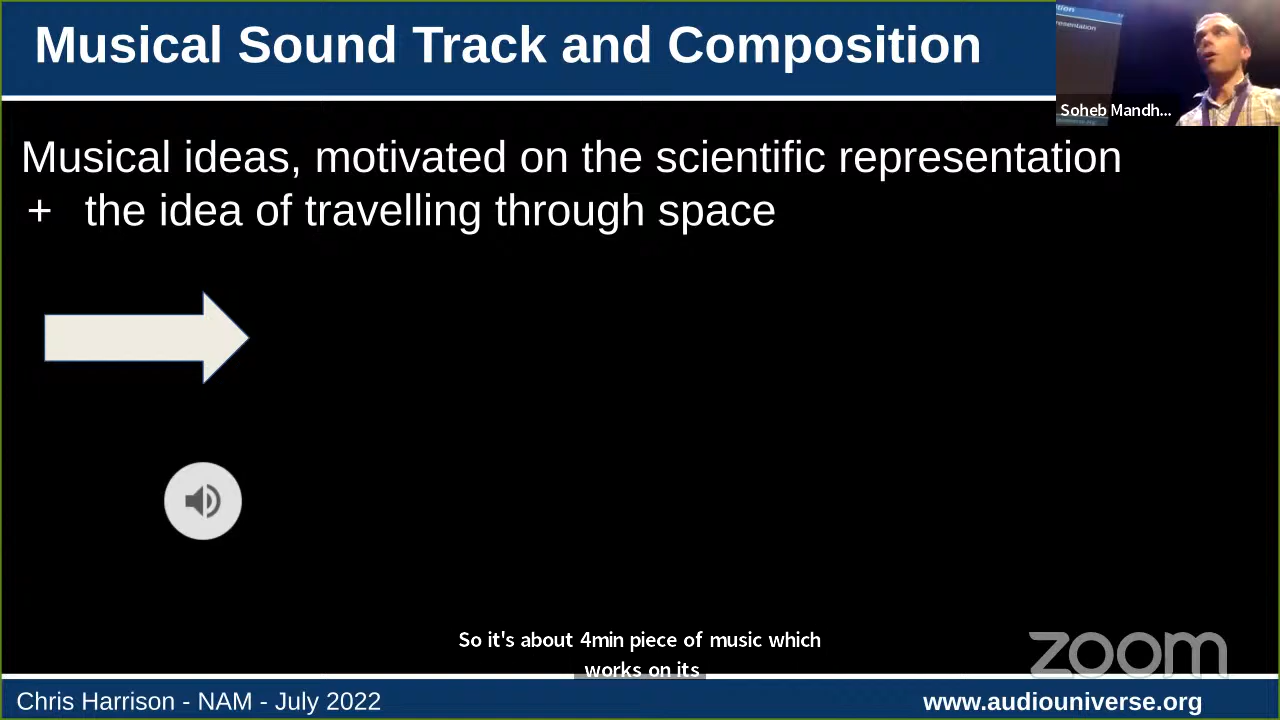 Musical Sound Track and Composition
Soheb Mandh...
Musical ideas, motivated on the scientific representation
+ the idea of travelling through space
So it's about 4min piece of music which
works on its
zoom
Chris Harrison - NAM - July 2022
www.audiouniverse.org